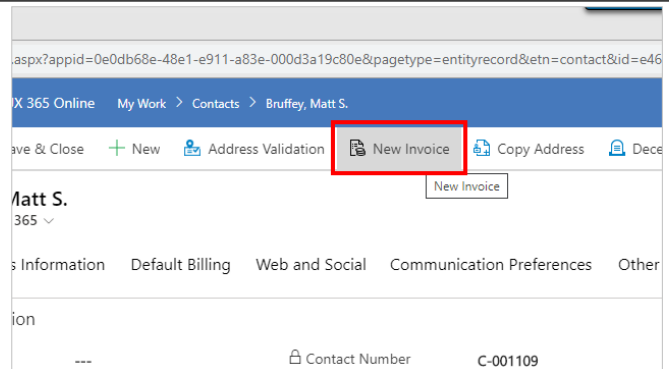 .aspx?appid=0e0db68e-48e1-e911-a83e-000d3a19c80e&pagetype=entityrecord&etn=contact&id=e46
UX 365 Online My Work > Contacts > Bruffey, Matt S.
ave & Close + New Address Validation New Invoice Copy Address Dece
New Invoice
Matt S.
365
s Information Default Billing Web and Social Communication Preferences Other
ion
--- Contact Number C-001109